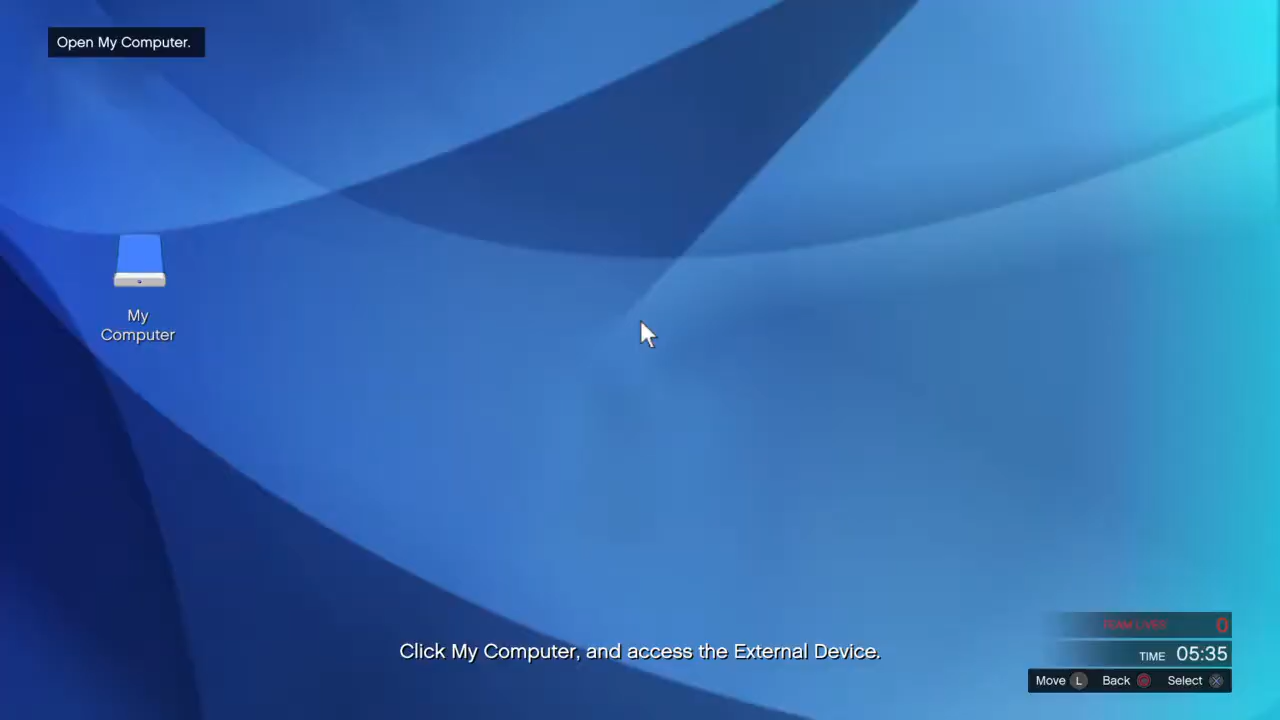 Open My Computer.
My
Computer
Click My Computer, and access the External Device.
TEAM LIVES 0
TIME 05:35
Move L Back Select